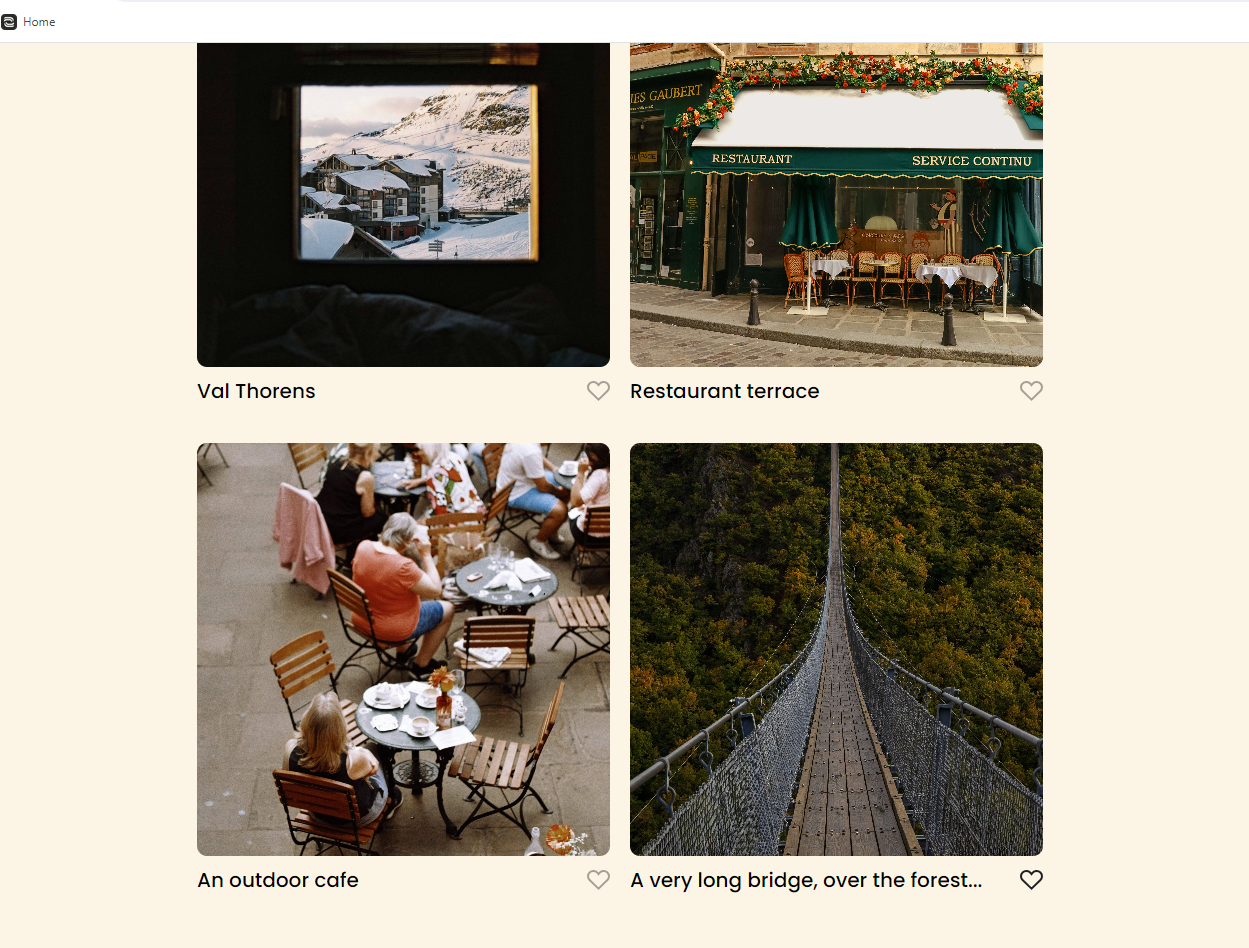 Home
IES GAUBERT
RESTAURANT
SERVICE CONTINU
Val Thorens
Restaurant terrace
An outdoor cafe
A very long bridge, over the forest...